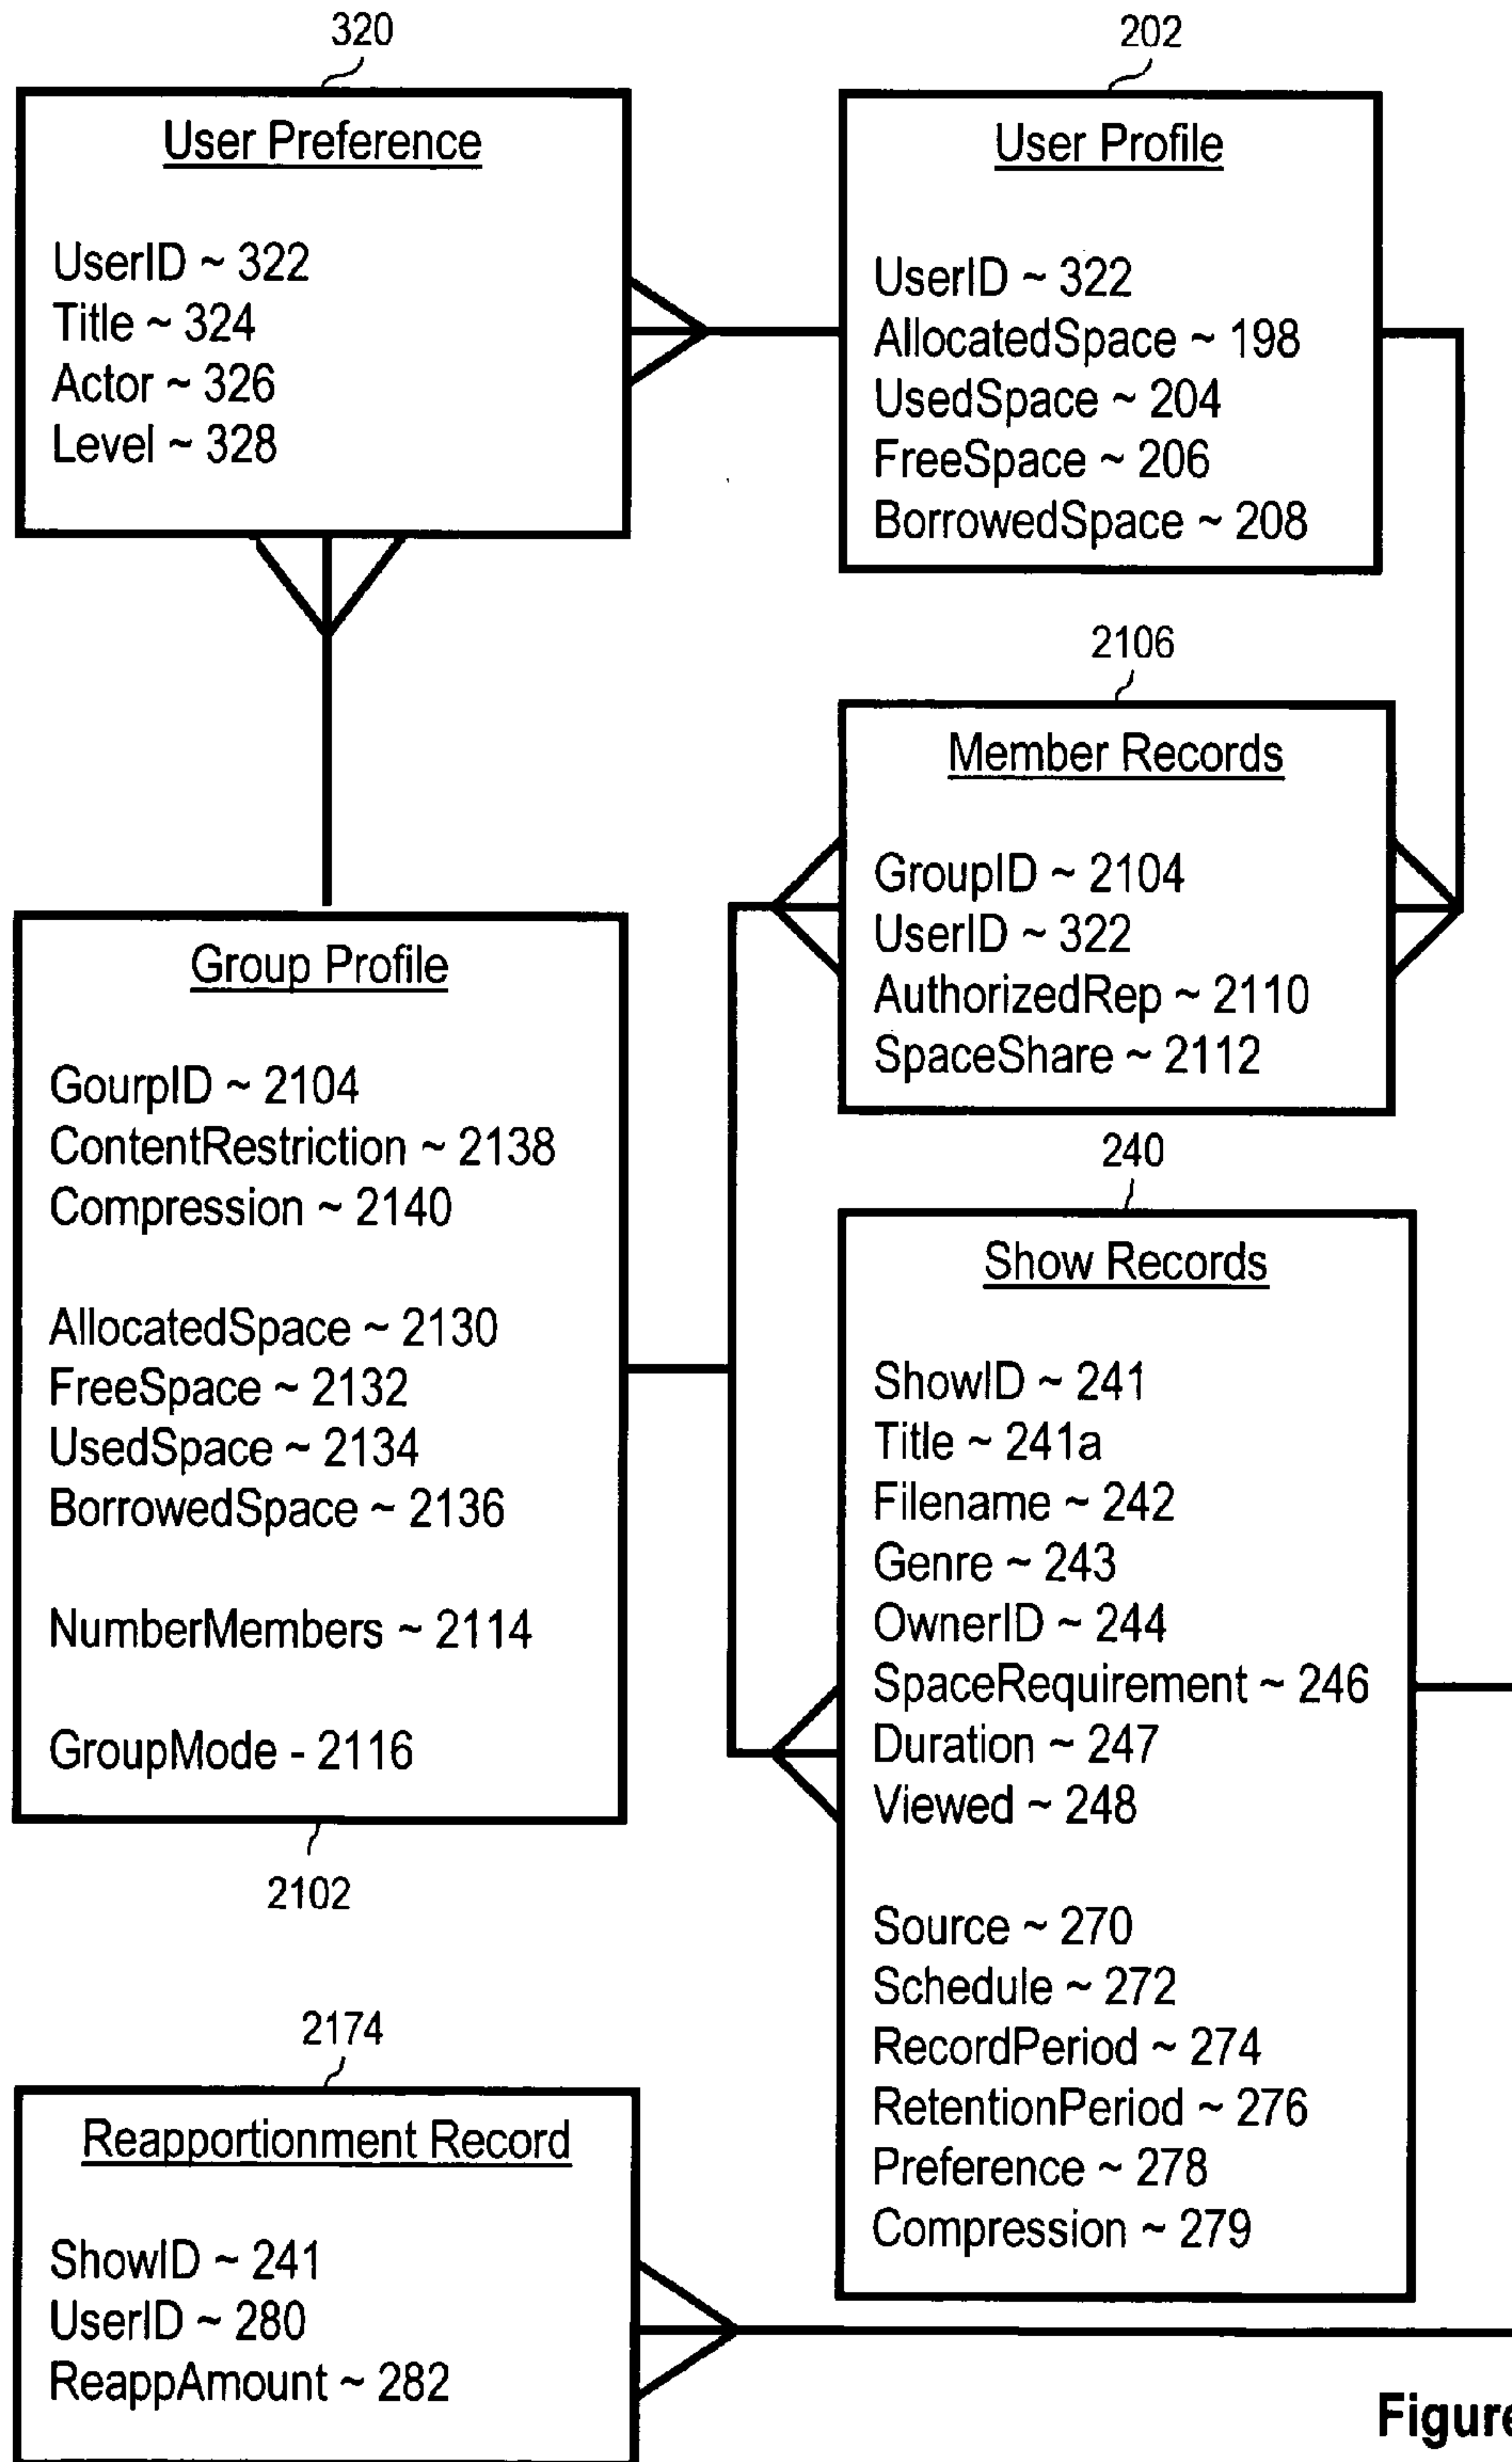 320
User Preference
UserID ~ 322
Title ~ 324
Actor ~ 326
Level ~ 328
202
User Profile
UserID ~ 322
AllocatedSpace ~ 198
UsedSpace ~ 204
FreeSpace ~ 206
BorrowedSpace ~ 208
2106
Member Records
GroupID ~ 2104
UserID ~ 322
AuthorizedRep ~ 2110
SpaceShare ~ 2112
Group Profile
GourpID ~ 2104
ContentRestriction ~ 2138
Compression ~ 2140
AllocatedSpace ~ 2130
FreeSpace ~ 2132
UsedSpace ~ 2134
BorrowedSpace ~ 2136
NumberMembers ~ 2114
GroupMode - 2116
2102
240
Show Records
ShowID ~ 241
Title ~ 241a
Filename ~ 242
Genre ~ 243
OwnerID ~ 244
SpaceRequirement ~ 246
Duration ~ 247
Viewed ~ 248
Source ~ 270
Schedule ~ 272
RecordPeriod ~ 274
RetentionPeriod ~ 276
Preference ~ 278
Compression ~ 279
2174
Reapportionment Record
ShowID ~ 241
UserID ~ 280
ReappAmount ~ 282
Figure